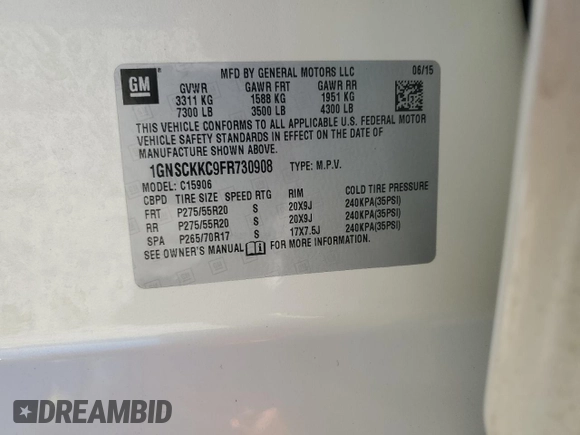 GM
MFD BY GENERAL MOTORS LLC 06/15
GVWR GAWR FRT GAWR RR
3311 KG 1588 KG 1951 KG
7300 LB 3500 LB 4300 LB
THIS VEHICLE CONFORMS TO ALL APPLICABLE U.S. FEDERAL MOTOR
VEHICLE SAFETY STANDARDS IN EFFECT ON THE DATE OF
MANUFACTURE SHOWN ABOVE.
1GNSCKKC9FR730908 TYPE: M.P.V.
MODEL: C15906
CBPD TIRE SIZE SPEED RTG RIM COLD TIRE PRESSURE
FRT P275/55R20 S 20X9J 240KPA(35PSI)
RR P275/55R20 S 20X9J 240KPA(35PSI)
SPA P265/70R17 S 17X7.5J 240KPA(35PSI)
SEE OWNER'S MANUAL FOR MORE INFORMATION.
DREAMBID